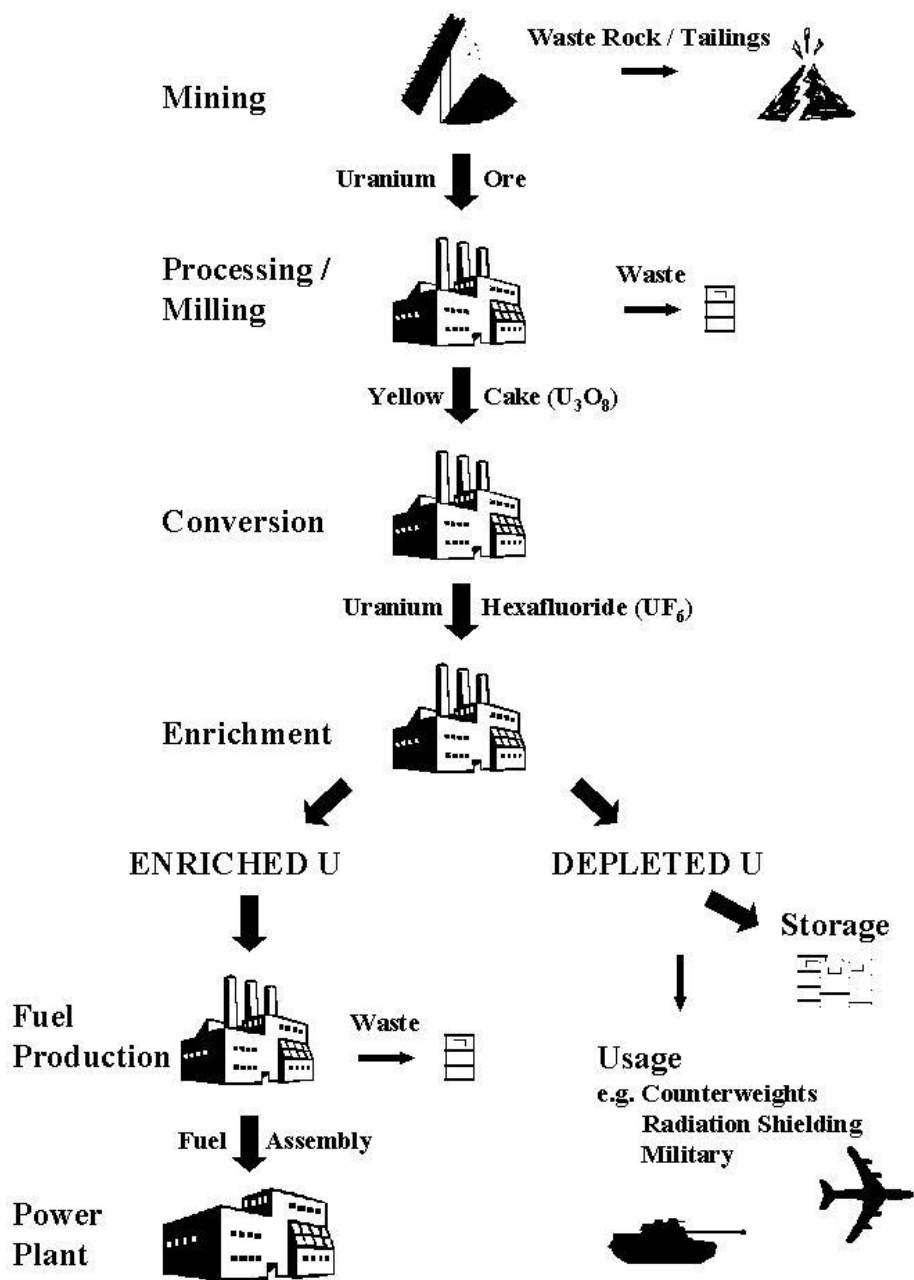 Waste Rock / Tailings
Mining
Uranium Ore
Processing /
Milling
Waste
Yellow Cake (U₃O₈)
Conversion
Uranium Hexafluoride (UF₆)
Enrichment
ENRICHED U
DEPLETED U
Storage
Fuel
Production
Waste
Usage
e.g. Counterweights
Radiation Shielding
Military
Fuel Assembly
Power
Plant